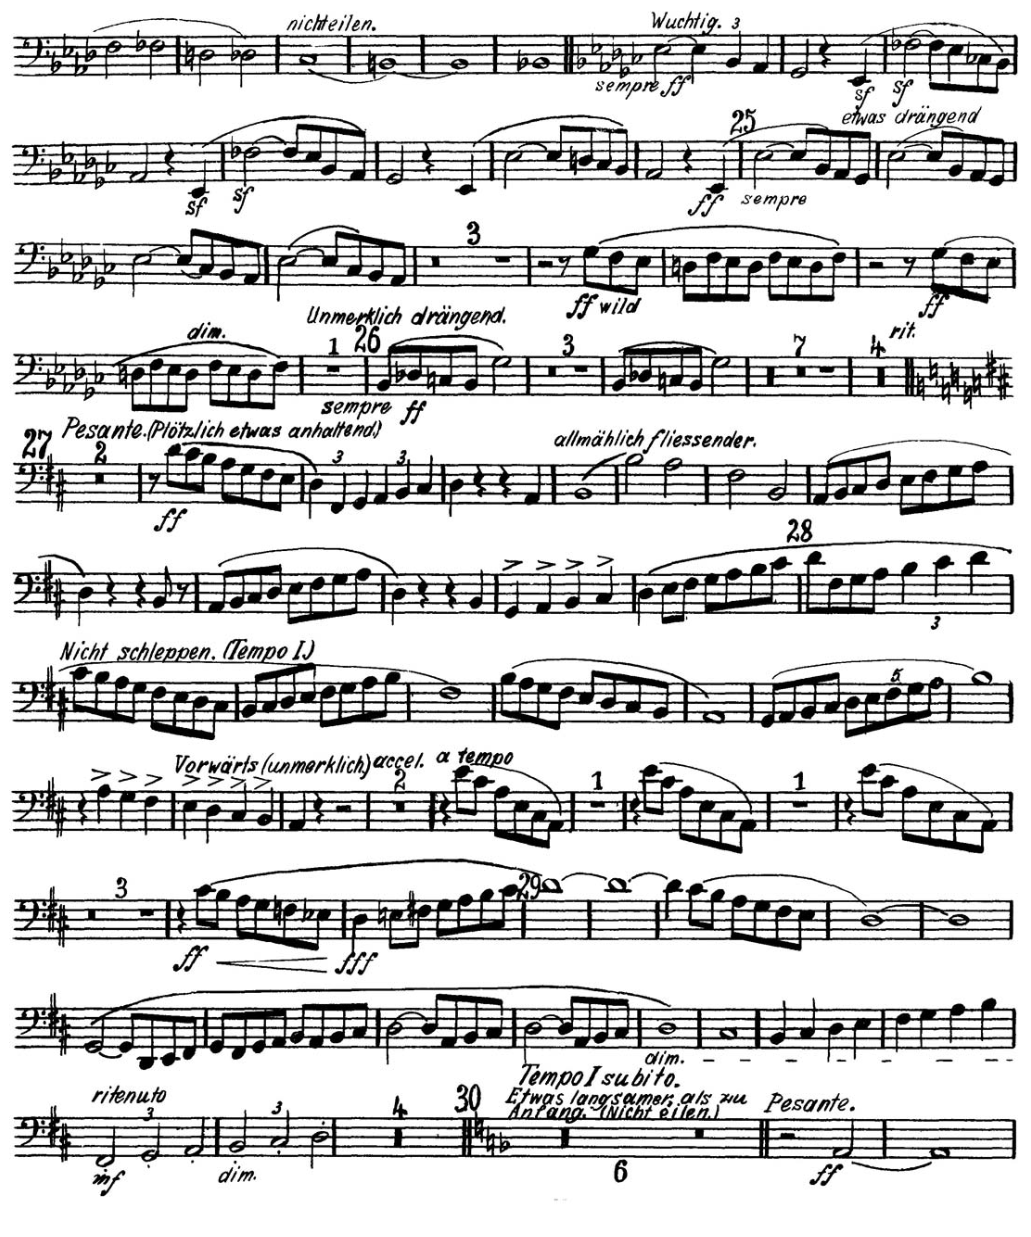 nicht eilen. Wuchtig. 3
sempre ff sf sf
25 etwas drängend
sf sf ff sempre
3
ff wild ff
dim. Unmerklich drängend. rit.
1 26 3 7 4
sempre ff
27 Pesante. (Plötzlich etwas anhaltend.) allmählich fliessender.
2 3 3
ff
28
3
Nicht schleppen. (Tempo I.)
5
Vorwärts (unmerklich) accel. a tempo
2 1 1
3 29
ff fff
dim.
ritenuto Tempo I subito.
Etwas langsamer, als zu
3 3 4 30 Anfang. (Nicht eilen.) Pesante.
mf dim. 6 ff